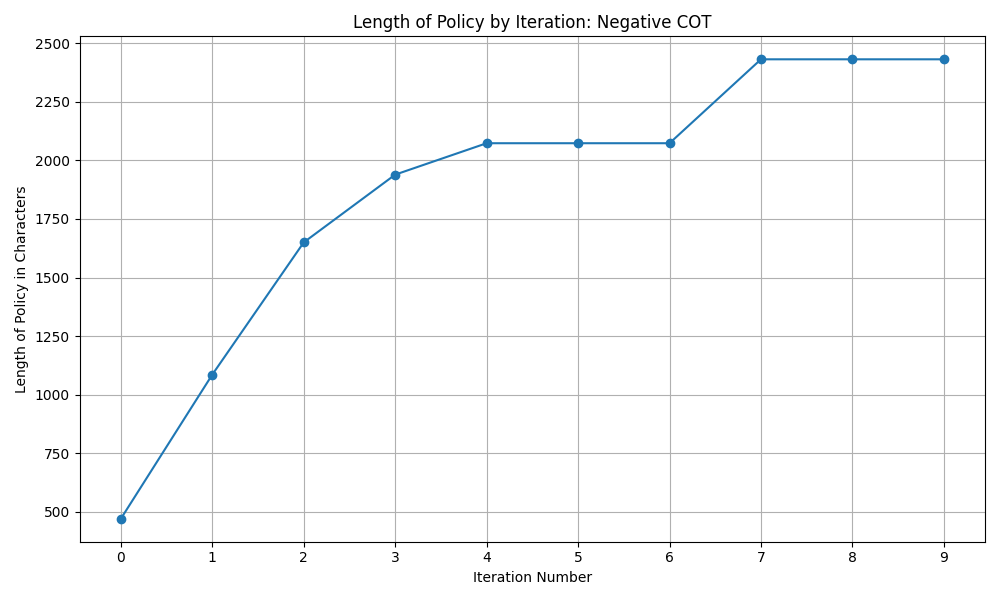 Length of Policy by Iteration: Negative COT
Length of Policy in Characters
2500
2250
2000
1750
1500
1250
1000
750
500
0 1 2 3 4 5 6 7 8 9
Iteration Number